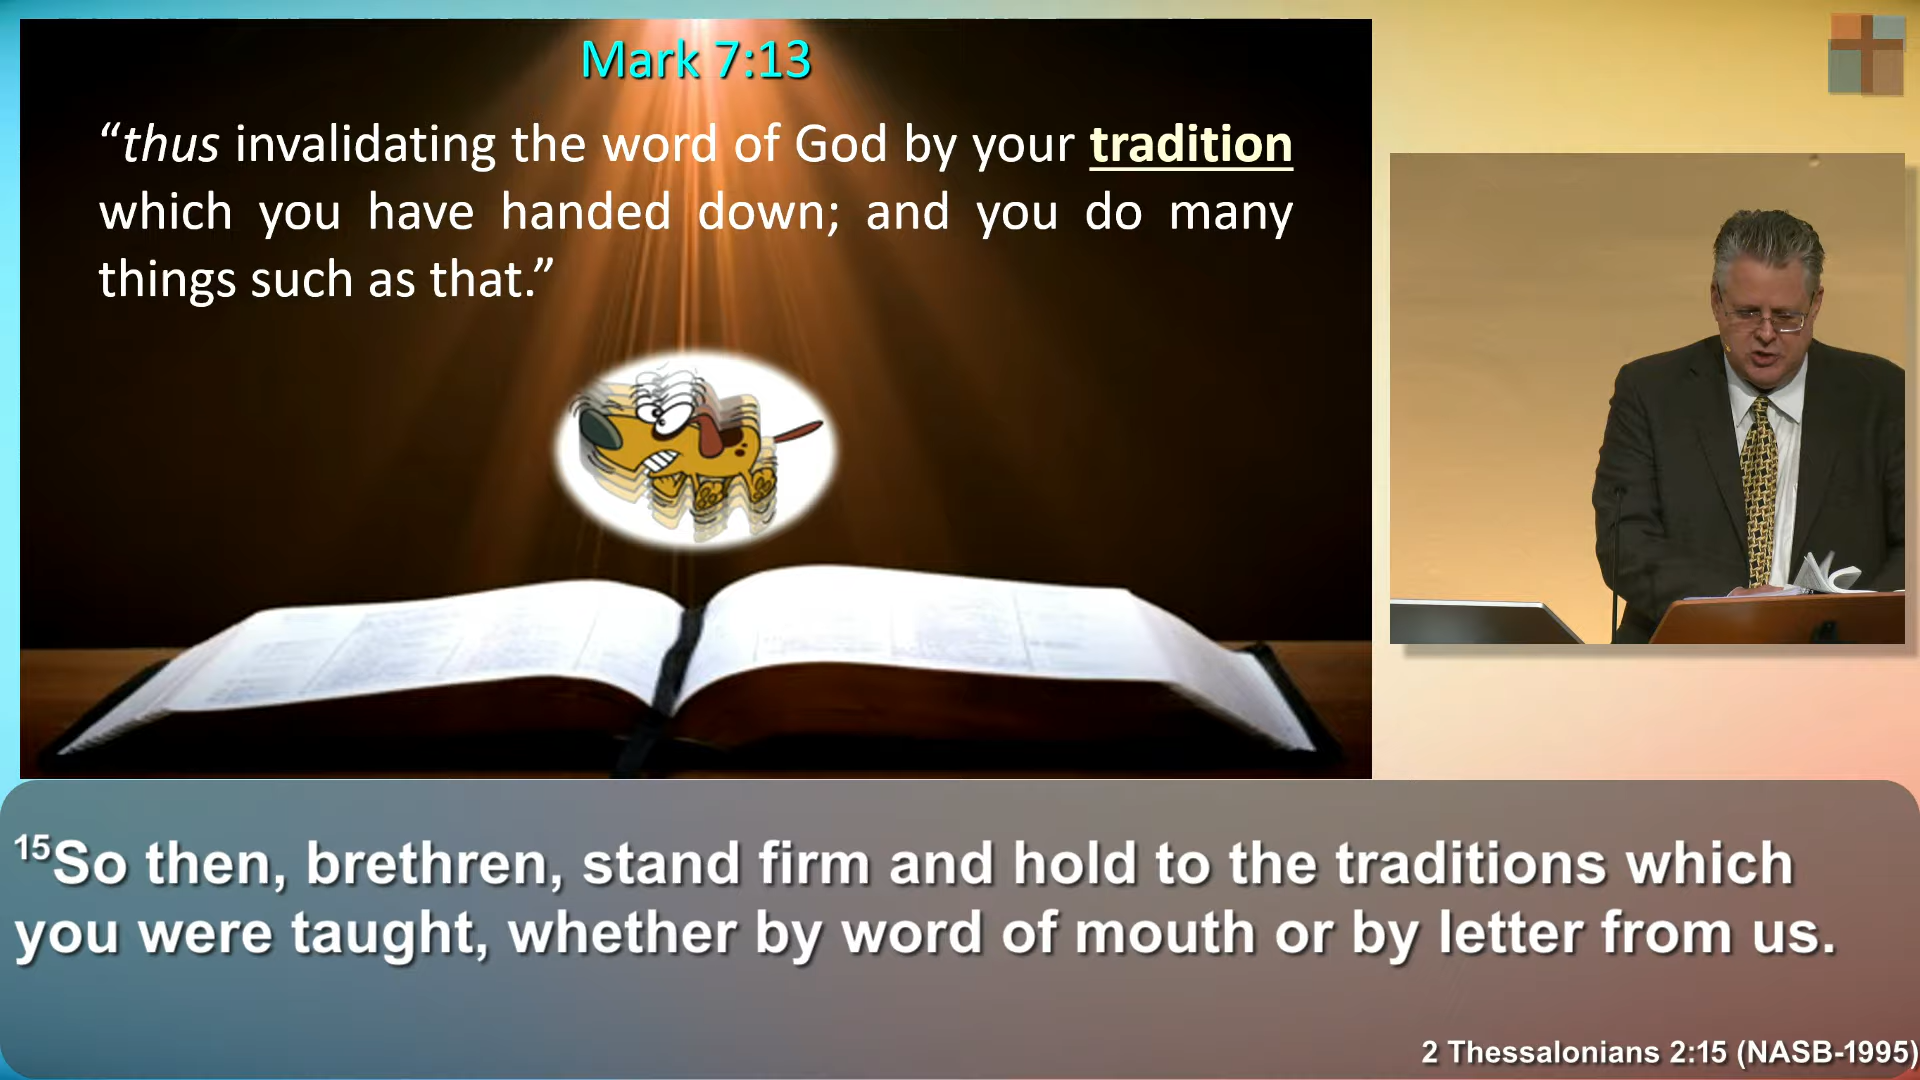 Mark 7:13
“thus invalidating the word of God by your tradition
which you have handed down; and you do many
things such as that.”
15So then, brethren, stand firm and hold to the traditions which
you were taught, whether by word of mouth or by letter from us.
2 Thessalonians 2:15 (NASB-1995)